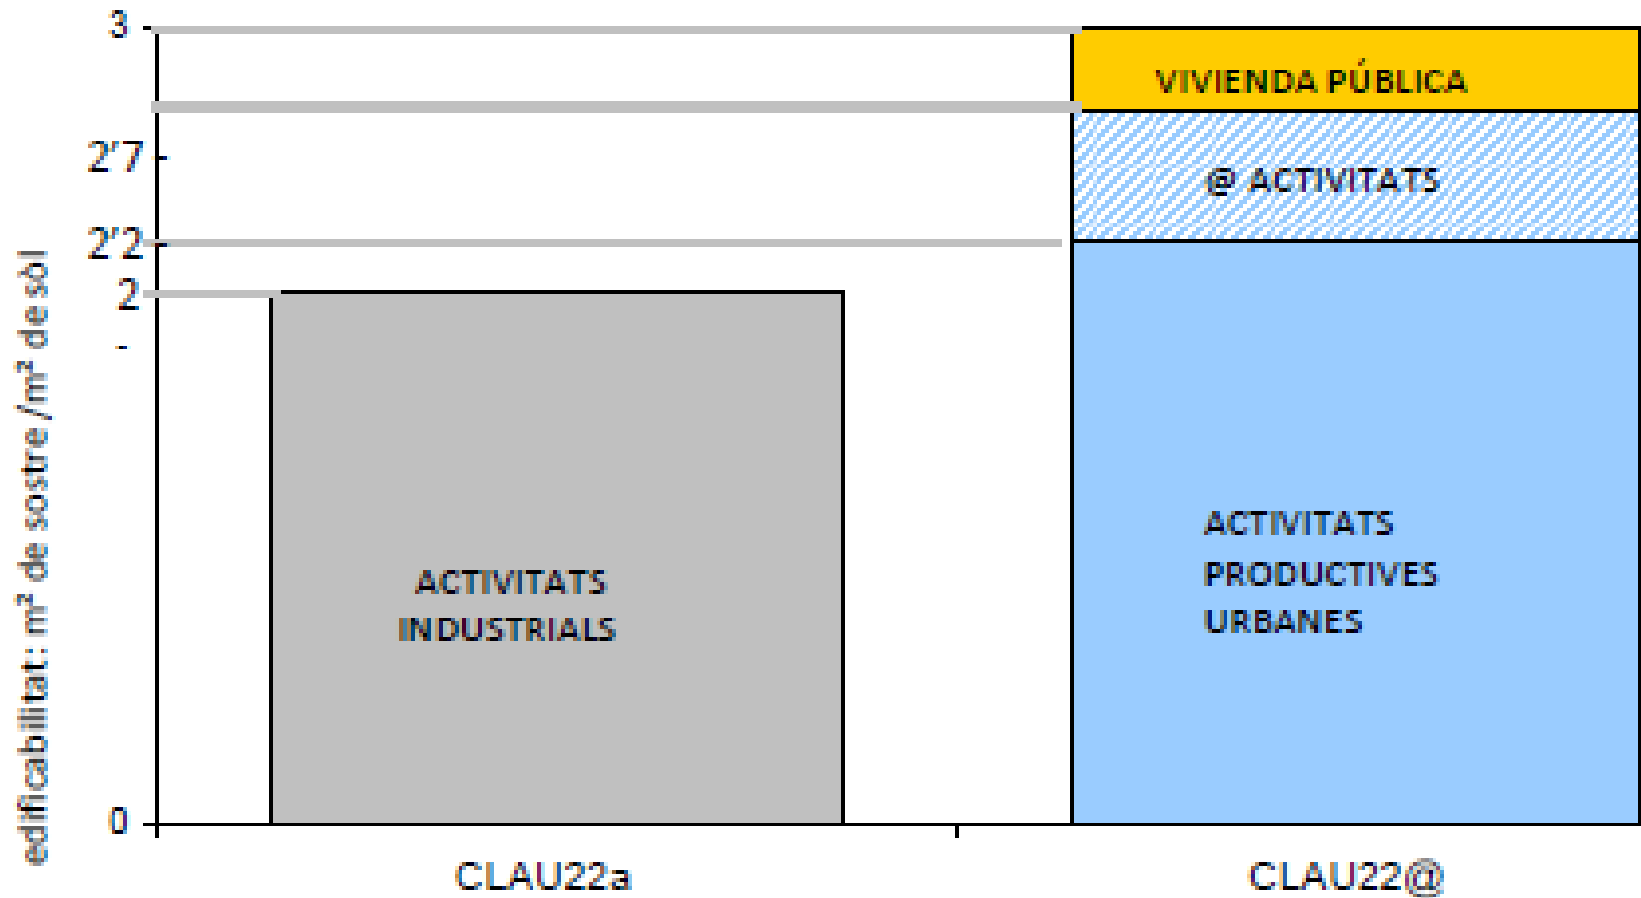 3
VIVIENDA PÚBLICA
2'7
@ ACTIVITATS
2'2
2
-
edificabilitat: m² de sostre/m² de sòl
ACTIVITATS
PRODUCTIVES
URBANES
ACTIVITATS
INDUSTRIALS
0
CLAU22a
CLAU22@